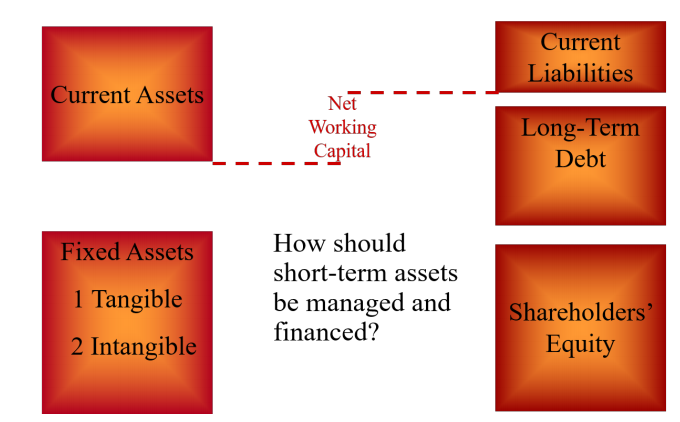 Current Assets
Fixed Assets
1 Tangible
2 Intangible
Net
Working
Capital
How should
short-term assets
be managed and
financed?
Current
Liabilities
Long-Term
Debt
Shareholders’
Equity